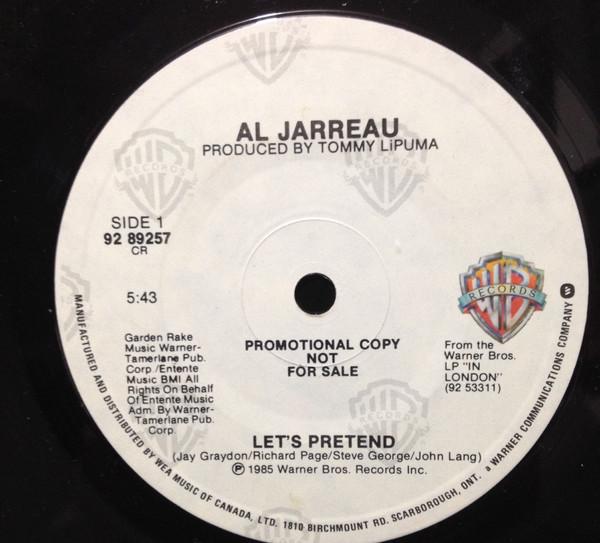 AL JARREAU
PRODUCED BY TOMMY LiPUMA
SIDE 1
92 89257
CR
5:43
Garden Rake
Music Warner-
Tamerlane Pub.
Corp./Entente
Music BMI All
Rights On Behalf
Of Entente Music
Adm. By Warner-
Tamerlane Pub.
Corp.
PROMOTIONAL COPY
NOT
FOR SALE
RECORDS
From the
Warner Bros.
LP "IN
LONDON"
(92 53311)
LET'S PRETEND
(Jay Graydon/Richard Page/Steve George/John Lang)
℗ 1985 Warner Bros. Records Inc.
MANUFACTURED AND DISTRIBUTED BY WEA MUSIC OF CANADA, LTD. 1810 BIRCHMOUNT RD. SCARBOROUGH, ONT. a WARNER COMMUNICATIONS COMPANY